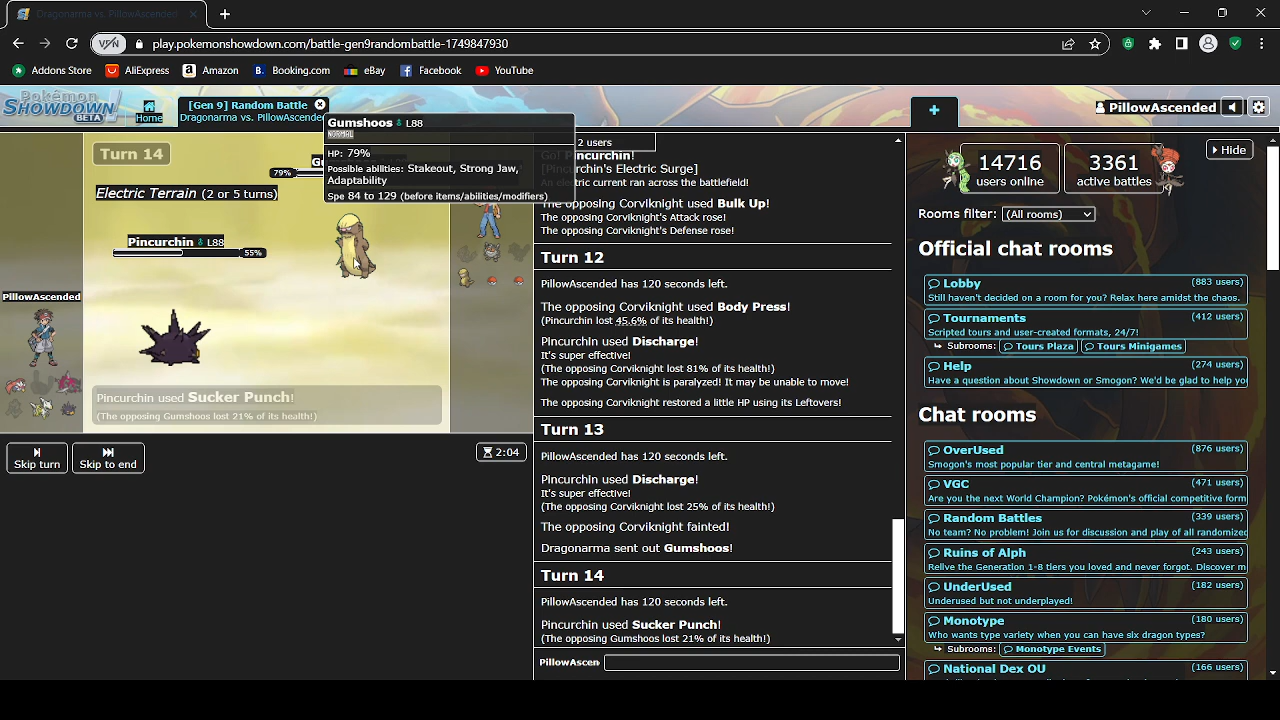 Dragonarma vs. PillowAscended
VPN
play.pokemonshowdown.com/battle-gen9randombattle-1749847930
Addons Store
AliExpress
Amazon
Booking.com
eBay
Facebook
YouTube
Pokémon
SHOWDOWN
BETA
Home
[Gen 9] Random Battle
Dragonarma vs. PillowAscende
PillowAscended
Gumshoos L88
NORMAL
HP: 79%
Possible abilities: Stakeout, Strong Jaw,
Adaptability
Spe 84 to 129 (before items/abilities/modifiers)
Turn 14
79%
Electric Terrain (2 or 5 turns)
Pincurchin L88
55%
PillowAscended
Pincurchin used Sucker Punch!
(The opposing Gumshoos lost 21% of its health!)
Skip turn
Skip to end
2:04
2 users
Go! Pincurchin!
[Pincurchin's Electric Surge]
An electric current ran across the battlefield!
The opposing Corviknight used Bulk Up!
The opposing Corviknight's Attack rose!
The opposing Corviknight's Defense rose!
Turn 12
PillowAscended has 120 seconds left.
The opposing Corviknight used Body Press!
(Pincurchin lost 45.6% of its health!)
Pincurchin used Discharge!
It's super effective!
(The opposing Corviknight lost 81% of its health!)
The opposing Corviknight is paralyzed! It may be unable to move!
The opposing Corviknight restored a little HP using its Leftovers!
Turn 13
PillowAscended has 120 seconds left.
Pincurchin used Discharge!
It's super effective!
(The opposing Corviknight lost 25% of its health!)
The opposing Corviknight fainted!
Dragonarma sent out Gumshoos!
Turn 14
PillowAscended has 120 seconds left.
Pincurchin used Sucker Punch!
(The opposing Gumshoos lost 21% of its health!)
PillowAscen
14716
users online
3361
active battles
Hide
Rooms filter: (All rooms)
Official chat rooms
Lobby (883 users)
Still haven't decided on a room for you? Relax here amidst the chaos.
Tournaments (412 users)
Scripted tours and user-created formats, 24/7!
Subrooms: Tours Plaza Tours Minigames
Help (274 users)
Have a question about Showdown or Smogon? We'd be glad to help yo
Chat rooms
OverUsed (876 users)
Smogon's most popular tier and central metagame!
VGC (471 users)
Are you the next World Champion? Pokémon's official competitive form
Random Battles (339 users)
No team? No problem! Join us for discussion and play of all randomize
Ruins of Alph (243 users)
Relive the Generation 1-8 tiers you loved and never forgot. Discover m
UnderUsed (182 users)
Underused but not underplayed!
Monotype (180 users)
Who wants type variety when you can have six dragon types?
Subrooms: Monotype Events
National Dex OU (166 users)